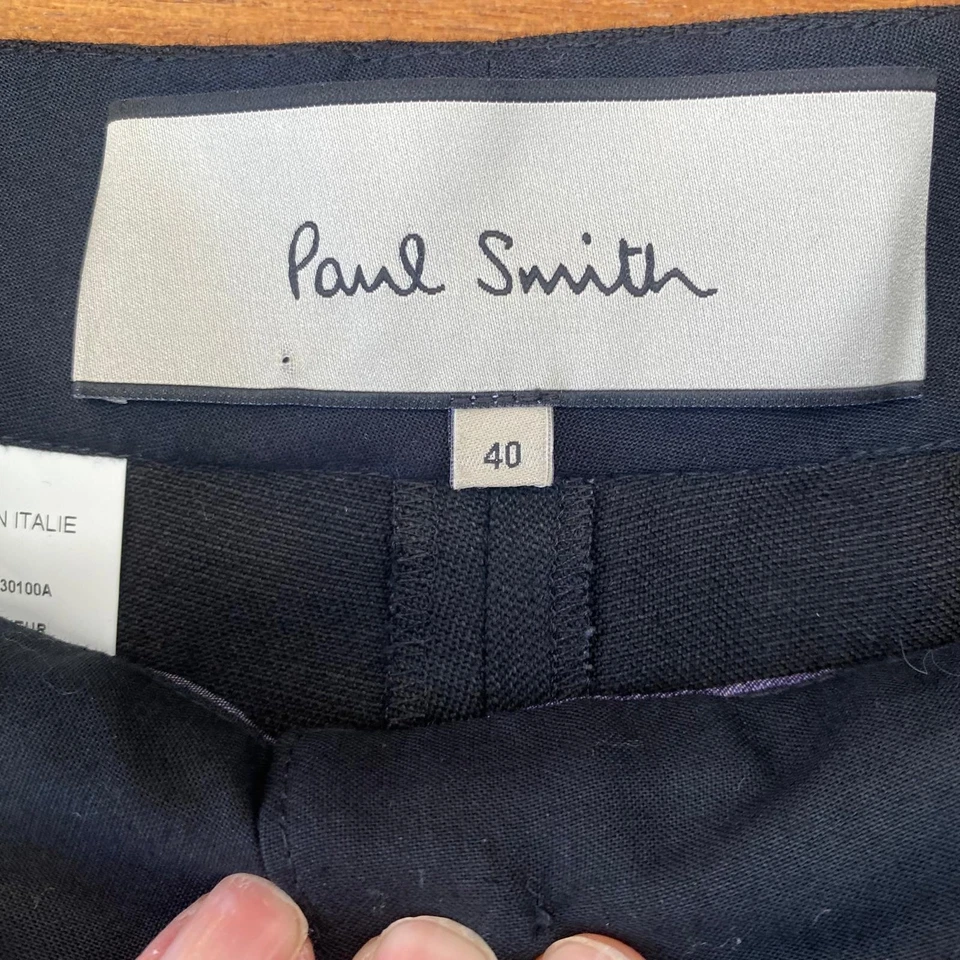 Paul Smith
40
N ITALIE
30100A